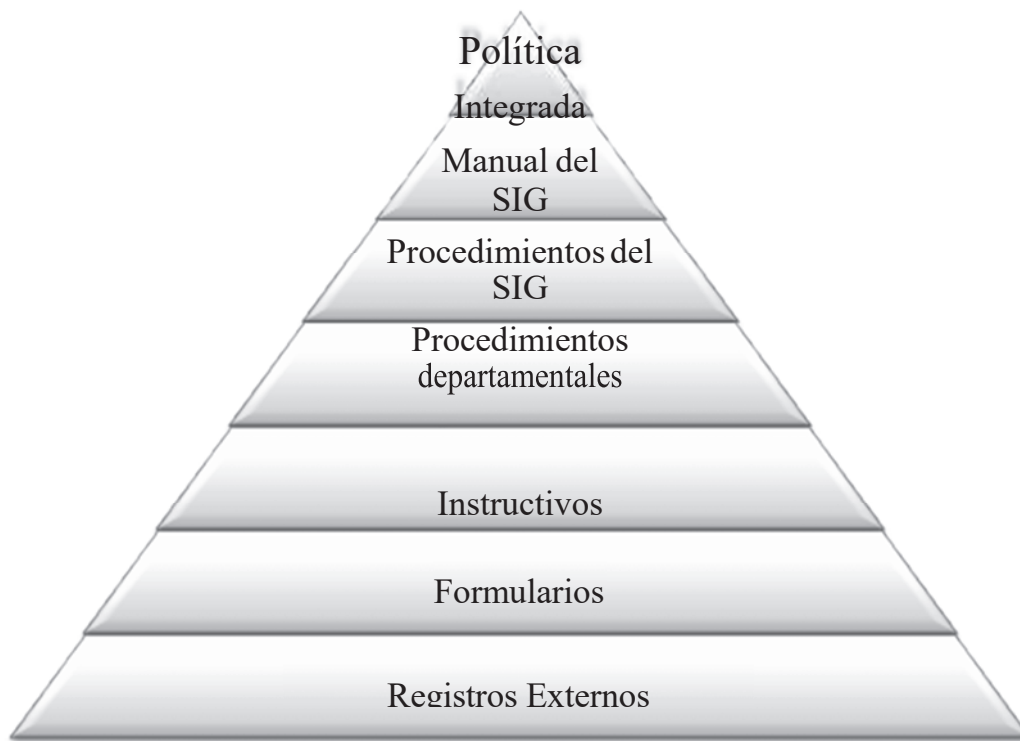 Política
Integrada
Manual del
SIG
Procedimientos del
SIG
Procedimientos
departamentales
Instructivos
Formularios
Registros Externos